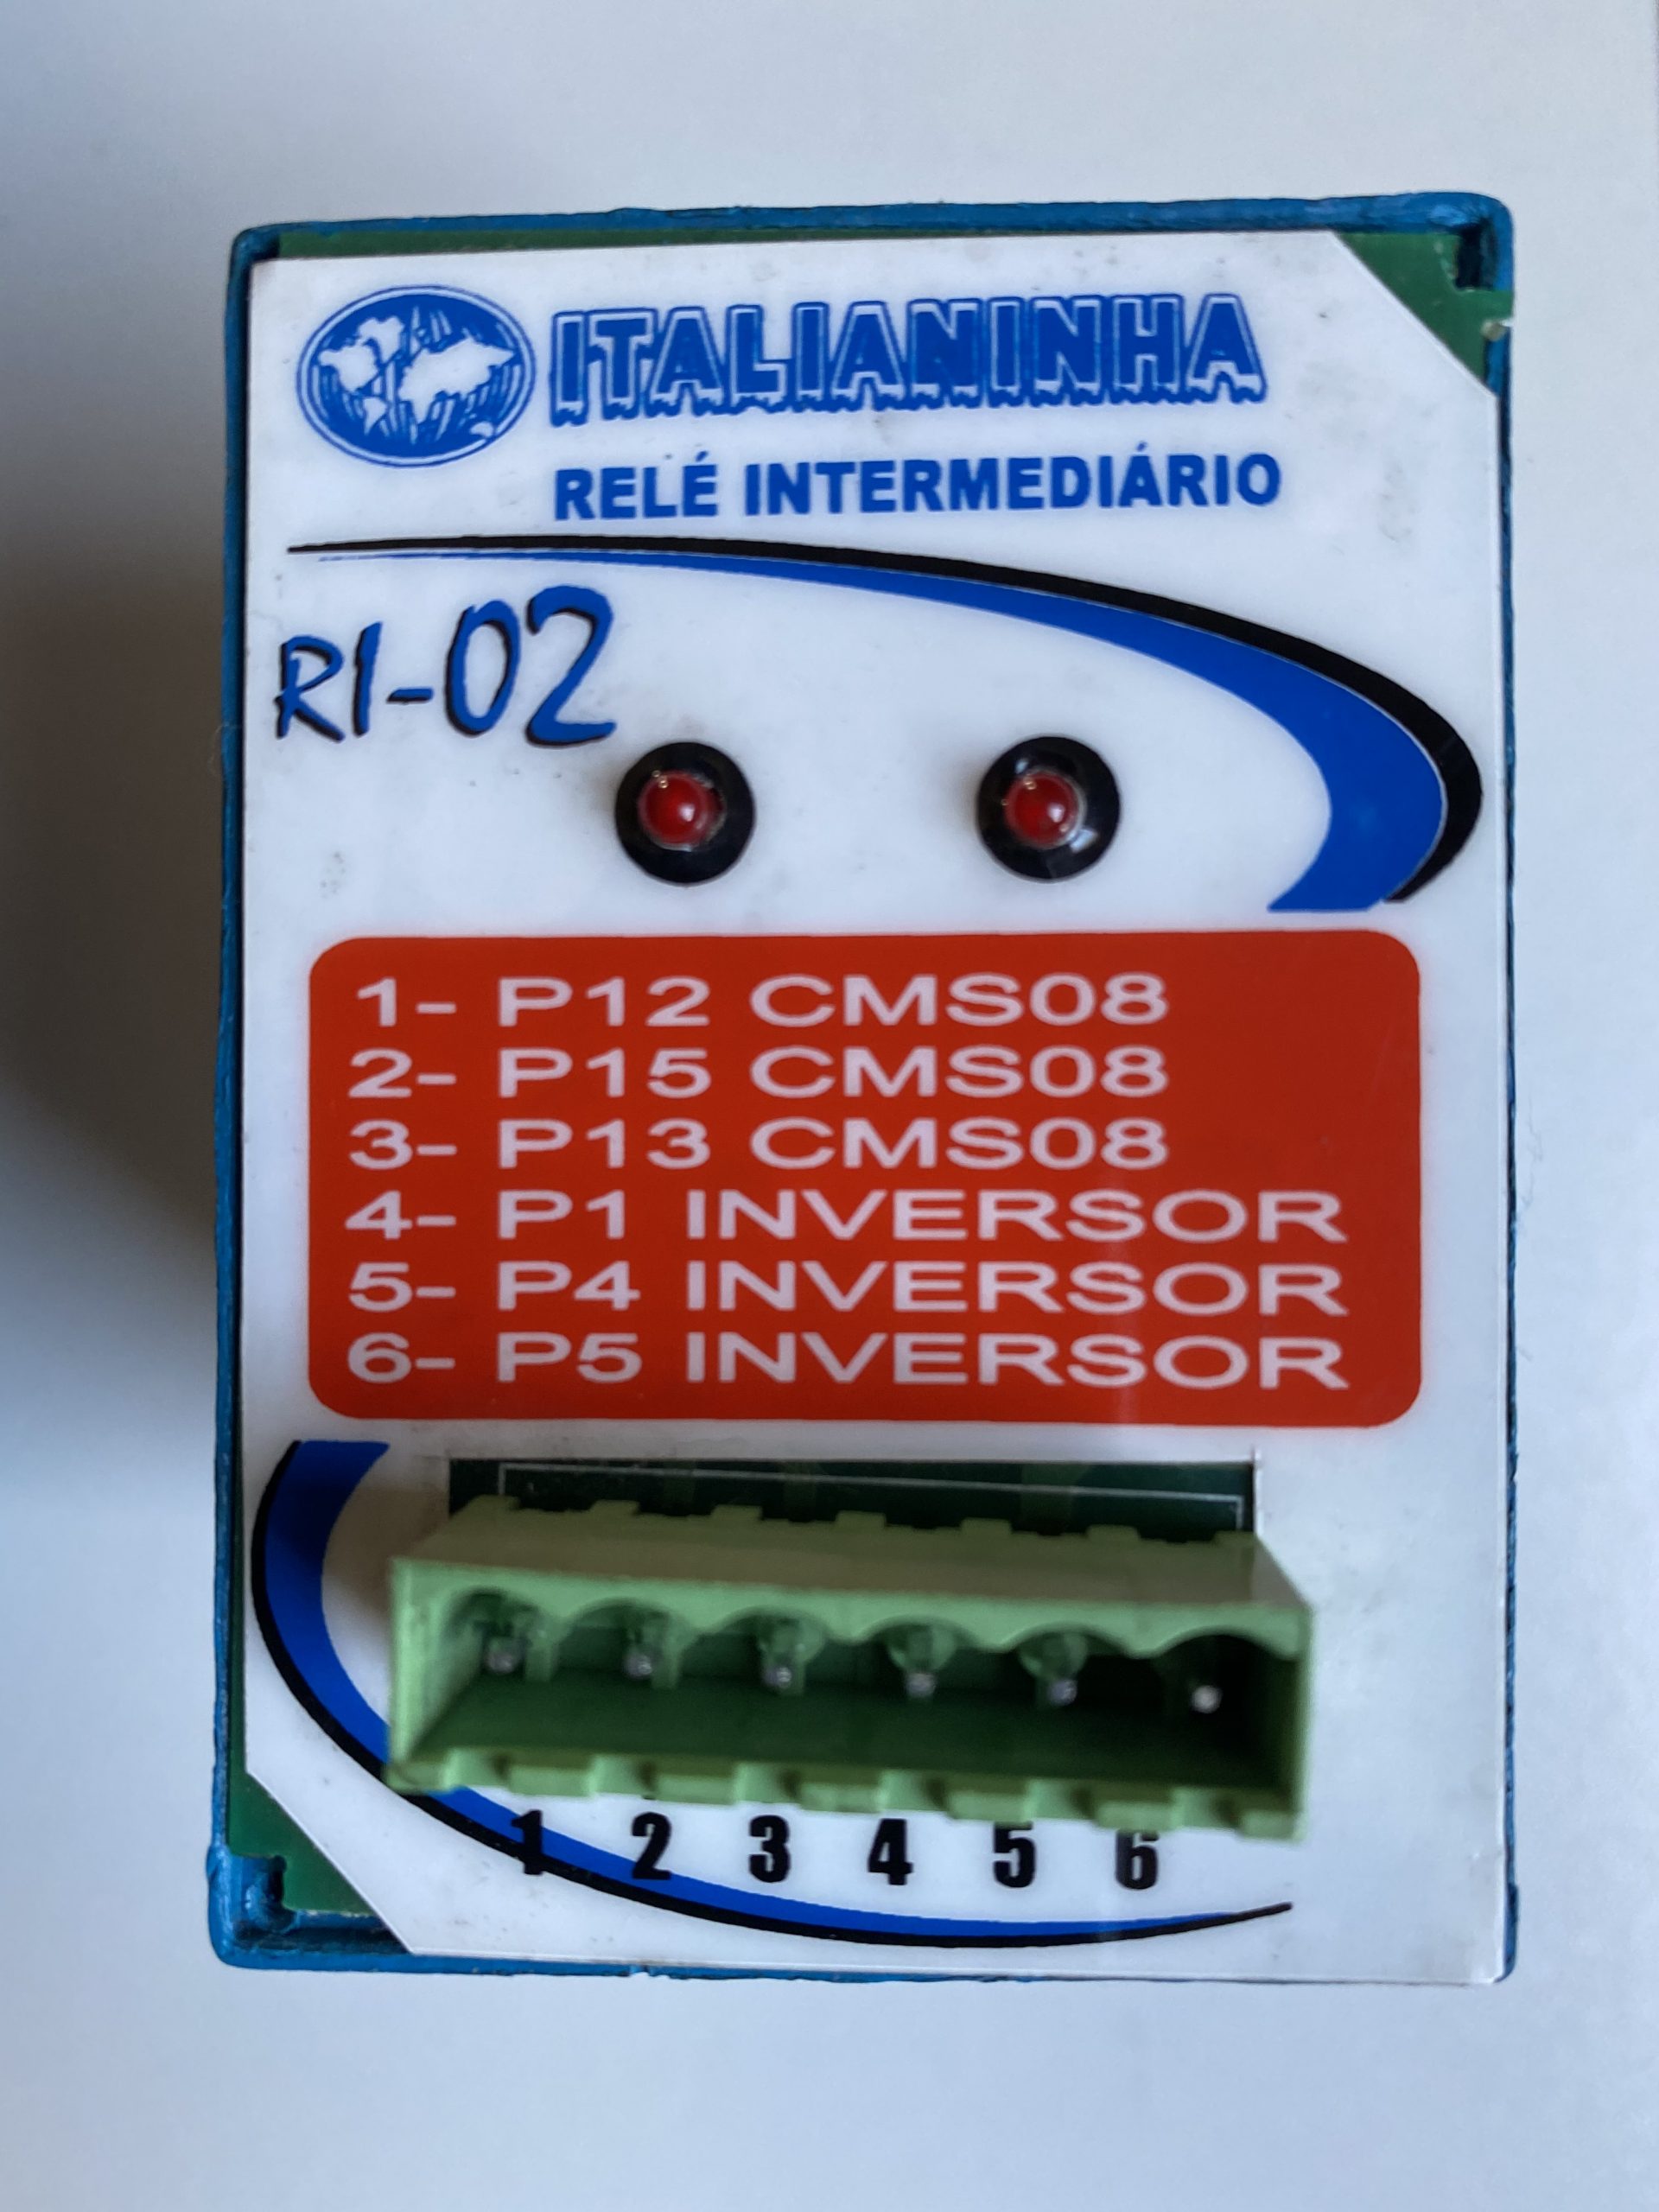 ITALIANINHA
RELÉ INTERMEDIÁRIO
RI-02
1- P12 CMS08
2- P15 CMS08
3- P13 CMS08
4- P1 INVERSOR
5- P4 INVERSOR
6- P5 INVERSOR
1 2 3 4 5 6